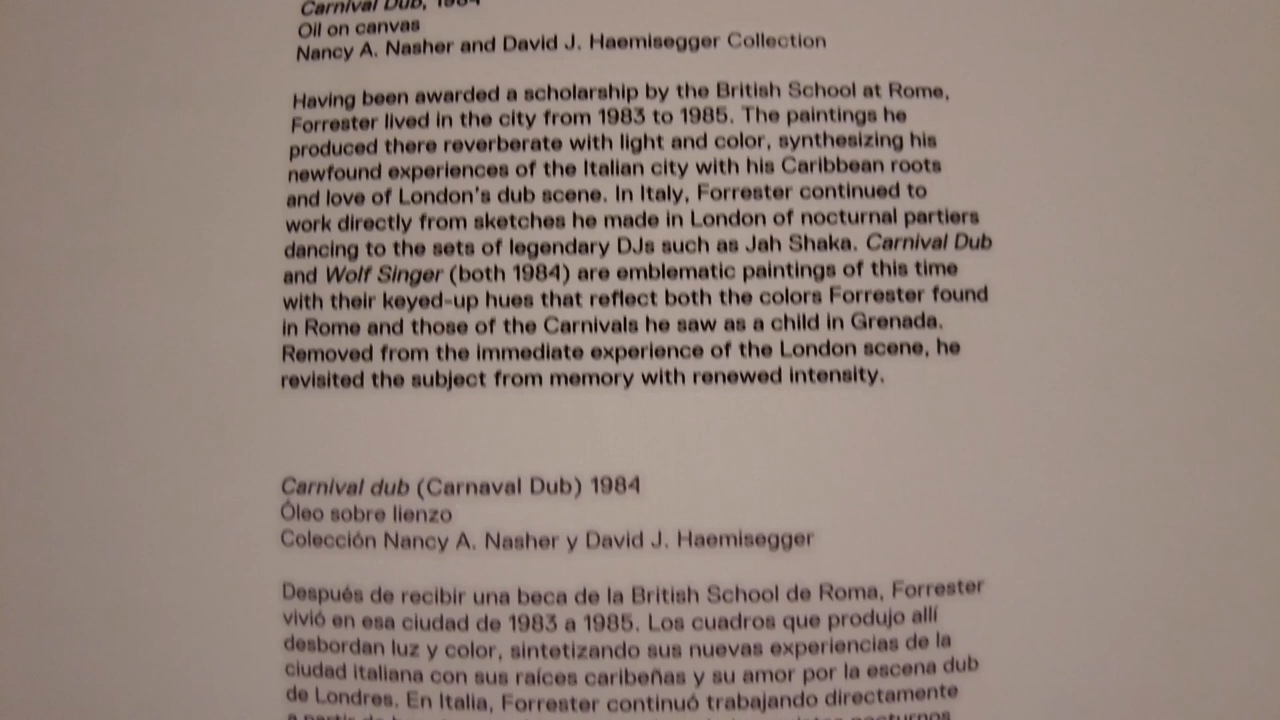 Carnival Dub, 1984
Oil on canvas
Nancy A. Nasher and David J. Haemisegger Collection
Having been awarded a scholarship by the British School at Rome,
Forrester lived in the city from 1983 to 1985. The paintings he
produced there reverberate with light and color, synthesizing his
newfound experiences of the Italian city with his Caribbean roots
and love of London's dub scene. In Italy, Forrester continued to
work directly from sketches he made in London of nocturnal partiers
dancing to the sets of legendary DJs such as Jah Shaka. Carnival Dub
and Wolf Singer (both 1984) are emblematic paintings of this time
with their keyed-up hues that reflect both the colors Forrester found
in Rome and those of the Carnivals he saw as a child in Grenada.
Removed from the immediate experience of the London scene, he
revisited the subject from memory with renewed intensity.
Carnival dub (Carnaval Dub) 1984
Óleo sobre lienzo
Colección Nancy A. Nasher y David J. Haemisegger
Después de recibir una beca de la British School de Roma, Forrester
vivió en esa ciudad de 1983 a 1985. Los cuadros que produjo allí
desbordan luz y color, sintetizando sus nuevas experiencias de la
ciudad italiana con sus raíces caribeñas y su amor por la escena dub
de Londres. En Italia, Forrester continuó trabajando directamente
a partir de nocturnos